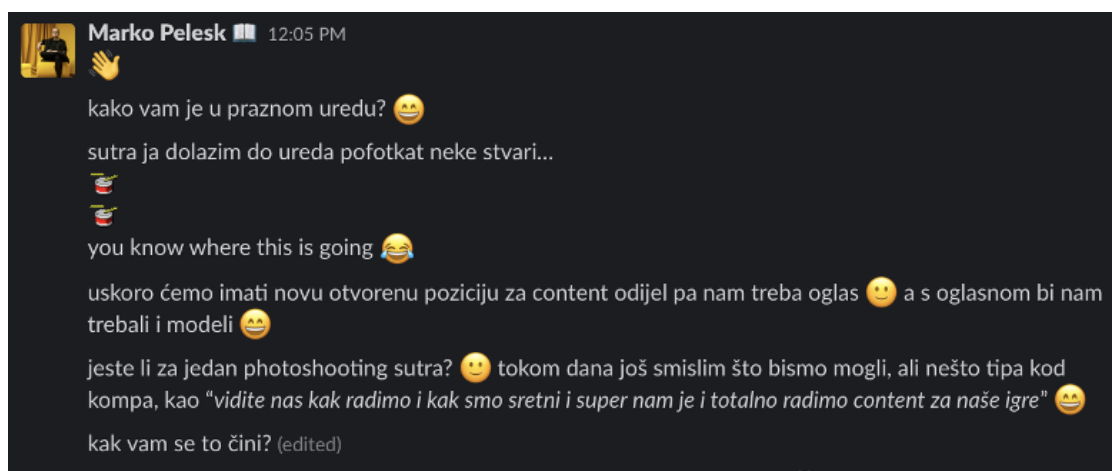 Marko Pelesk 12:05 PM
kako vam je u praznom uredu?
sutra ja dolazim do ureda pofotkat neke stvari...
you know where this is going
uskoro ćemo imati novu otvorenu poziciju za content odijel pa nam treba oglas a s oglasnom bi nam
trebali i modeli
jeste li za jedan photoshooting sutra? tokom dana još smislim što bismo mogli, ali nešto tipa kod
kompa, kao “vidite nas kak radimo i kak smo sretni i super nam je i totalno radimo content za naše igre”
kak vam se to čini? (edited)